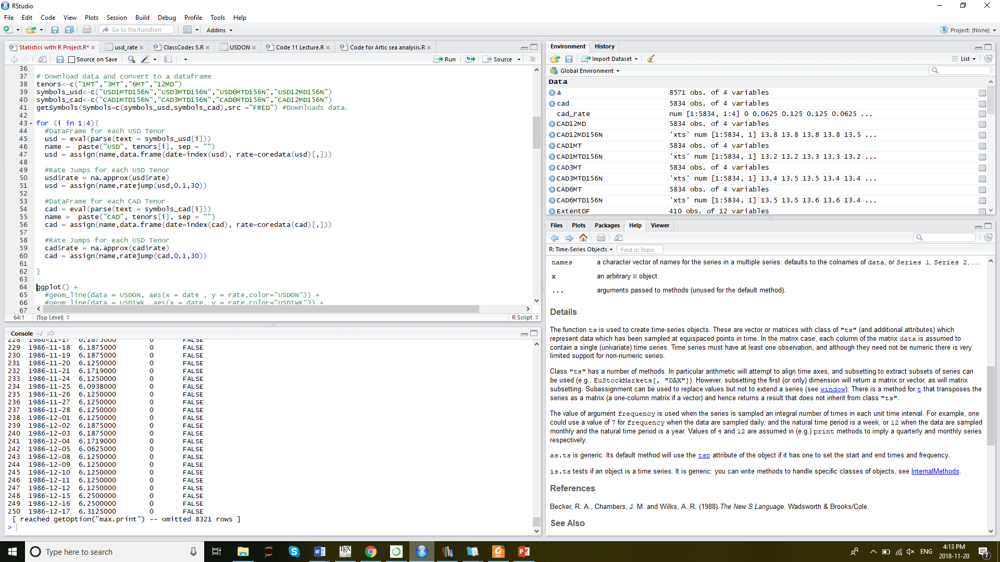 RStudio
File Edit Code View Plots Session Build Debug Profile Tools Help
Go to file/function Addins Project: (None)
Statistics with R Project.R* usd_rate ClassCodes 5.R USDON Code 11 Lecture.R Code for Artic sea analysis.R
Source on Save Run Source
36
37 # Download data and convert to a dataframe
38 tenors<-c("1MT","3MT","6MT","12MD")
39 symbols_usd<-c("USD1MTD156N","USD3MTD156N","USD6MTD156N","USD12MD156N")
40 symbols_cad<-c("CAD1MTD156N","CAD3MTD156N","CAD6MTD156N","CAD12MD156N")
41 getSymbols(Symbols=c(symbols_usd,symbols_cad),src ="FRED") #Downloads data.
42
43 for (i in 1:4){
44 #DataFrame for each USD Tenor
45 usd = eval(parse(text = symbols_usd[i]))
46 name =  paste("USD", tenors[i], sep = "")
47 usd = assign(name,data.frame(date=index(usd), rate=coredata(usd)[,]))
48
49 #Rate Jumps for each USD Tenor
50 usd$rate = na.approx(usd$rate)
51 usd = assign(name,ratejump(usd,0.1,30))
52
53 #DataFrame for each CAD Tenor
54 cad = eval(parse(text = symbols_cad[i]))
55 name =  paste("CAD", tenors[i], sep = "")
56 cad = assign(name,data.frame(date=index(cad), rate=coredata(cad)[,]))
57
58 #Rate Jumps for each USD Tenor
59 cad$rate = na.approx(cad$rate)
60 cad = assign(name,ratejump(cad,0.1,30))
61
62 }
63
64 ggplot() +
65 #geom_line(data = USDON, aes(x = date , y = rate,color="USDON")) +
66 #geom_line(data = USD1WK, aes(x = date, y = rate,color="USD1WK")) +
67
64:1 (Top Level) R Script
Console ~/
228 1986-11-17 6.1875000 0 FALSE
229 1986-11-18 6.1875000 0 FALSE
230 1986-11-19 6.1875000 0 FALSE
231 1986-11-20 6.1250000 0 FALSE
232 1986-11-21 6.1719000 0 FALSE
233 1986-11-24 6.1250000 0 FALSE
234 1986-11-25 6.0938000 0 FALSE
235 1986-11-26 6.1250000 0 FALSE
236 1986-11-27 6.1250000 0 FALSE
237 1986-11-28 6.1250000 0 FALSE
238 1986-12-01 6.1250000 0 FALSE
239 1986-12-02 6.1875000 0 FALSE
240 1986-12-03 6.1875000 0 FALSE
241 1986-12-04 6.1719000 0 FALSE
242 1986-12-05 6.0625000 0 FALSE
243 1986-12-08 6.1250000 0 FALSE
244 1986-12-09 6.1250000 0 FALSE
245 1986-12-10 6.1250000 0 FALSE
246 1986-12-11 6.1250000 0 FALSE
247 1986-12-12 6.1250000 0 FALSE
248 1986-12-15 6.2500000 0 FALSE
249 1986-12-16 6.2500000 0 FALSE
250 1986-12-17 6.3125000 0 FALSE
[ reached getOption("max.print") -- omitted 8321 rows ]
>
Environment History
Import Dataset List
Global Environment
Data
a 8571 obs. of 4 variables
cad 5834 obs. of 4 variables
cad_rate num [1:5834, 1:4] 0 0.0625 0.125 0.125 0.0625 ...
CAD12MD 5834 obs. of 4 variables
CAD12MD156N 'xts' num [1:5834, 1] 13.8 13.8 13.8 13.8 13.5 ...
CAD1MT 5834 obs. of 4 variables
CAD1MTD156N 'xts' num [1:5834, 1] 13.2 13.2 13.3 13.3 13.2 ...
CAD3MT 5834 obs. of 4 variables
CAD3MTD156N 'xts' num [1:5834, 1] 13.4 13.5 13.5 13.4 13.4 ...
CAD6MT 5834 obs. of 4 variables
CAD6MTD156N 'xts' num [1:5834, 1] 13.5 13.5 13.6 13.6 13.4 ...
ExtentDF 410 obs. of 12 variables
Files Plots Packages Help Viewer
R: Time-Series Objects Find in Topic
names a character vector of names for the series in a multiple series: defaults to the colnames of data, or Series 1, Series 2, ....
x an arbitrary R object.
... arguments passed to methods (unused for the default method).
Details
The function ts is used to create time-series objects. These are vector or matrices with class of "ts" (and additional attributes) which
represent data which has been sampled at equispaced points in time. In the matrix case, each column of the matrix data is assumed to
contain a single (univariate) time series. Time series must have at least one observation, and although they need not be numeric there is very
limited support for non-numeric series.
Class "ts" has a number of methods. In particular arithmetic will attempt to align time axes, and subsetting to extract subsets of series can
be used (e.g., EuStockMarkets[, "DAX"]). However, subsetting the first (or only) dimension will return a matrix or vector, as will matrix
subsetting. Subassignment can be used to replace values but not to extend a series (see window). There is a method for t that transposes the
series as a matrix (a one-column matrix if a vector) and hence returns a result that does not inherit from class "ts".
The value of argument frequency is used when the series is sampled an integral number of times in each unit time interval. For example, one
could use a value of 7 for frequency when the data are sampled daily, and the natural time period is a week, or 12 when the data are sampled
monthly and the natural time period is a year. Values of 4 and 12 are assumed in (e.g.) print methods to imply a quarterly and monthly series
respectively.
as.ts is generic. Its default method will use the tsp attribute of the object if it has one to set the start and end times and frequency.
is.ts tests if an object is a time series. It is generic: you can write methods to handle specific classes of objects, see InternalMethods.
References
Becker, R. A., Chambers, J. M. and Wilks, A. R. (1988) The New S Language. Wadsworth & Brooks/Cole.
See Also
Type here to search ENG 4:13 PM
2018-11-20 7